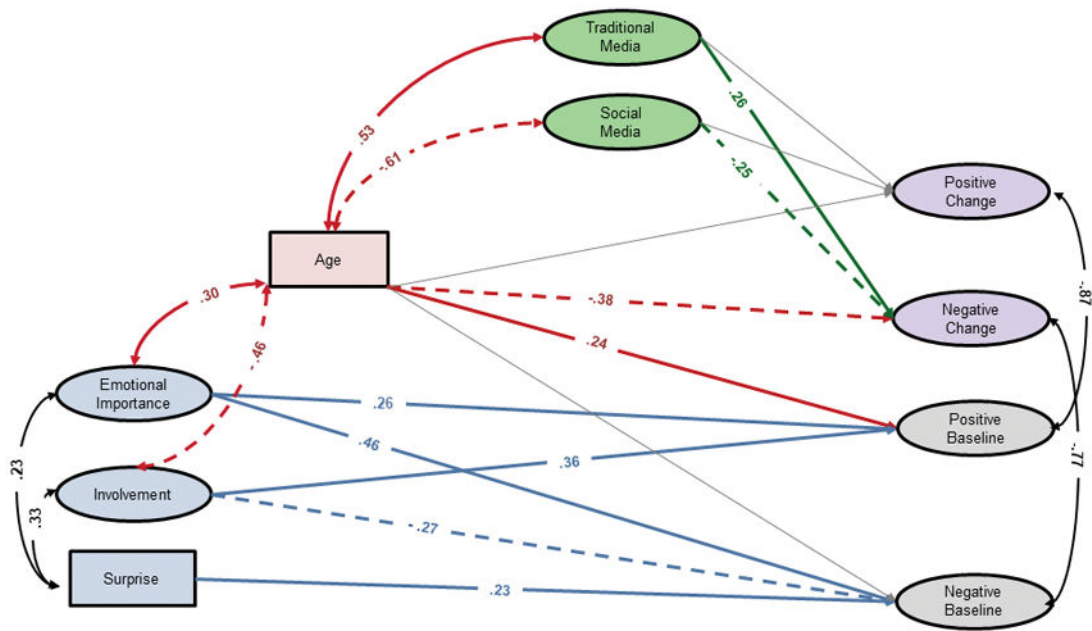 Traditional
Media
.26
Social
Media
.53
-.61
-.25
Positive
Change
Age
.30
-.38
-.87
Negative
Change
.24
-.46
Emotional
Importance
.26
Positive
Baseline
.46
-.77
.23
.36
Involvement
.33
-.27
Surprise
.23
Negative
Baseline